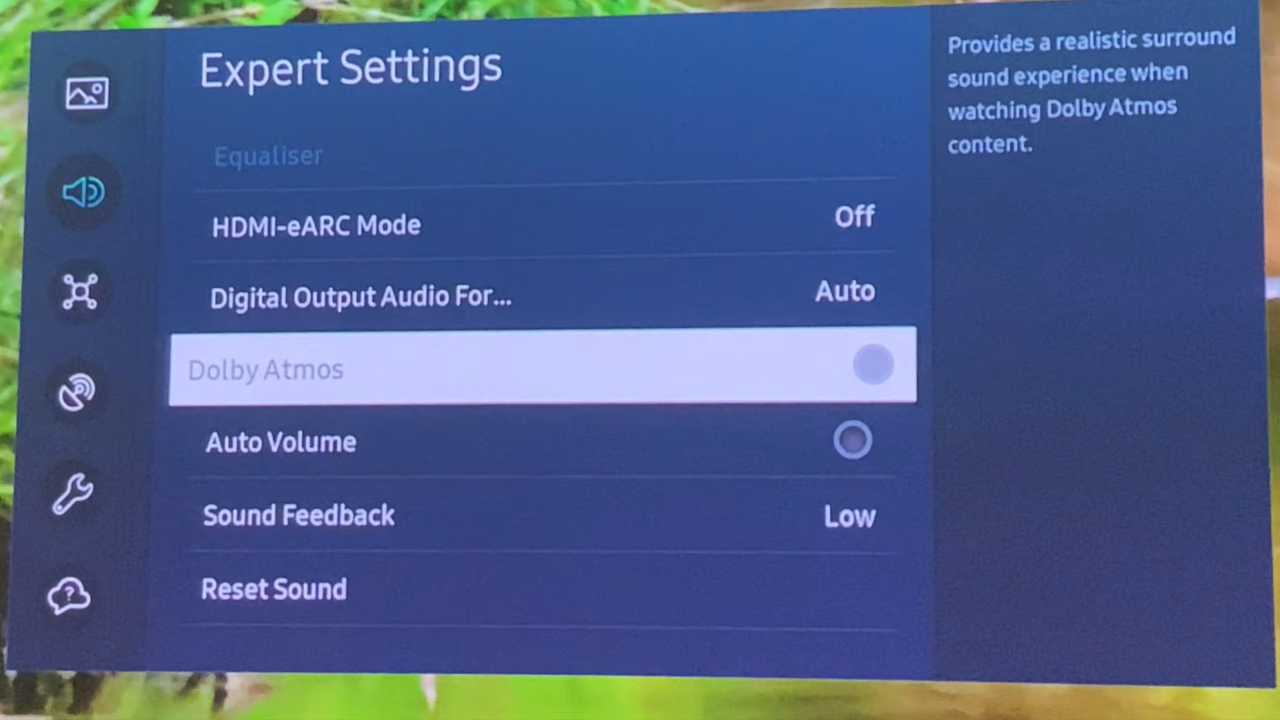 Expert Settings
Equaliser
HDMI-eARC Mode Off
Digital Output Audio For... Auto
Dolby Atmos
Auto Volume
Sound Feedback Low
Reset Sound
Provides a realistic surround
sound experience when
watching Dolby Atmos
content.
?